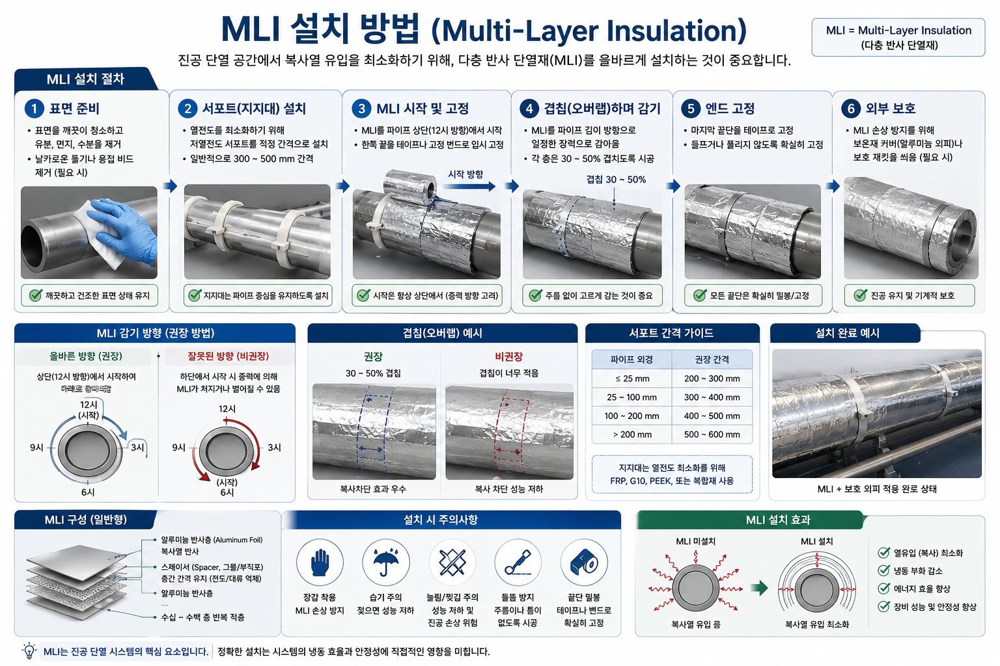 MLI 설치 방법 (Multi-Layer Insulation)
진공 단열 공간에서 복사열 유입을 최소화하기 위해, 다층 반사 단열재(MLI)를 올바르게 설치하는 것이 중요합니다.
MLI = Multi-Layer Insulation
(다층 반사 단열재)
MLI 설치 절차
1 표면 준비
• 표면을 깨끗이 청소하고
유분, 먼지, 수분을 제거
• 날카로운 돌기나 용접 비드
제거 (필요 시)
깨끗하고 건조한 표면 상태 유지
2 서포트(지지대) 설치
• 열전도를 최소화하기 위해
저열전도 서포트를 적정 간격으로 설치
• 일반적으로 300 ~ 500 mm 간격
지지대는 파이프 중심을 유지하도록 설치
3 MLI 시작 및 고정
• MLI를 파이프 상단(12시 방향)에서 시작
• 한쪽 끝을 테이프나 고정 번드로 임시 고정
시작 방향
시작은 항상 상단에서 (중력 방향 고려)
4 겹침(오버랩)하며 감기
• MLI를 파이프 김이 방향으로
일정한 장력으로 감아움
• 각 층은 30 ~ 50% 겹치도록 시공
겹침 30 ~ 50%
주름 없이 고르게 감는 것이 중요
5 엔드 고정
• 마지막 끝단을 테이프로 고정
• 들프거나 풀리지 않도록 확실히 고정
모든 끝단은 확실히 밀봉/고정
6 외부 보호
• MLI 손상 방지를 위해
보온재 커버(알루미늄 외피)나
보호 재킷을 씌음 (필요 시)
진공 유지 및 기계적 보호
MLI 감기 방향 (권장 방법)
올바른 방향 (권장)
상단(12시 방향)에서 시작하여
12시
(시작)
9시
3시
6시
잘못된 방향 (비권장)
하단에서 시작 시 중력에 의해
MLI가 처지거나 벌어질 수 있음
12시
9시
3시
(시작)
6시
겹침(오버랩) 예시
권장
30 ~ 50% 겹침
복사차단 효과 우수
비권장
겹침이 너무 적음
복사 차단 성능 저하
서포트 간격 가이드
파이프 외경 권장 간격
≤ 25 mm 200 ~ 300 mm
25 ~ 100 mm 300 ~ 400 mm
100 ~ 200 mm 400 ~ 500 mm
> 200 mm 500 ~ 600 mm
지지대는 열전도 최소화를 위해
FRP, G10, PEEK, 또는 복합재 사용
설치 완료 예시
MLI + 보호 외피 적용 완로 상태
MLI 구성 (일반형)
알루미늄 반사층 (Aluminum Foil)
복사열 반사
스페이서 (Spacer, 그믈/부직포)
층간 간격 유지 (전도/대류 억제)
알루미늄 반사층
...
수십 ~ 수백 층 반복 적층
설치 시 주의사항
장갑 착용
MLI 손상 방지
습기 주의
젖으면 성능 저하
눌림/찢김 주의
성능 저하 및
진공 손상 위험
들뜸 방지
주름이나 틈이
없도록 시공
끝단 밀봉
테이프나 밴드로
확실히 고정
MLI 설치 효과
MLI 미설치
복사열 유입 큼
MLI 설치
복사열 유입 최소화
열유입 (복사) 최소화
냉동 부화 감소
에너지 효율 향상
장비 성능 및 안정성 향상
MLI는 진공 단열 시스템의 핵심 요소입니다.
정확한 설치는 시스템의 냉동 효율과 안정성에 직접적인 영향을 미칩니다.